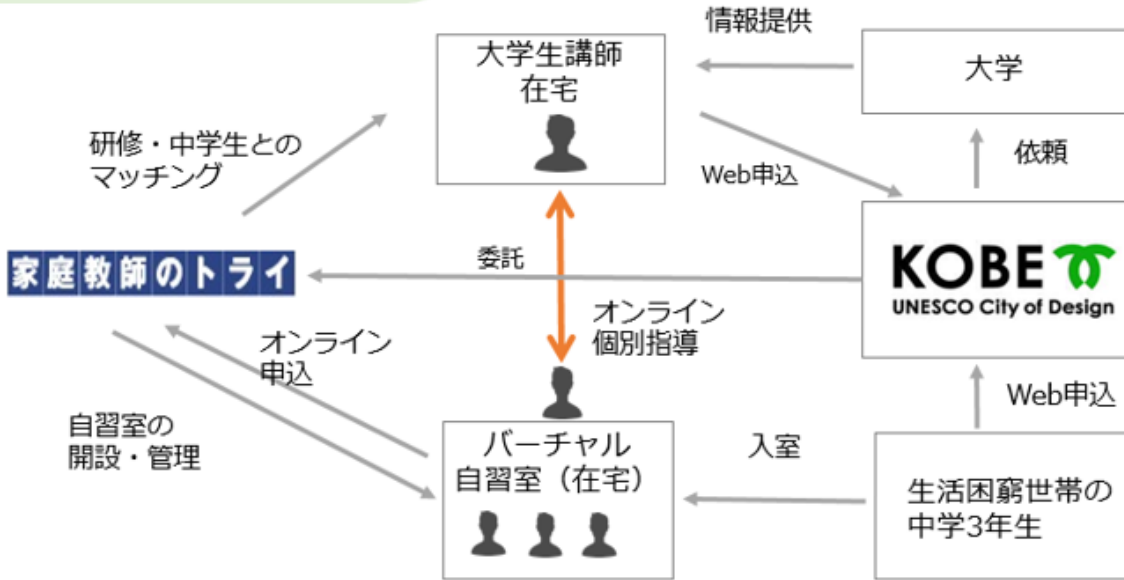 情報提供
大学生講師
在宅
大学
研修・中学生との
マッチング
Web申込
依頼
家庭教師のトライ
委託
KOBE
UNESCO City of Design
オンライン
個別指導
オンライン
申込
Web申込
自習室の
開設・管理
バーチャル
自習室（在宅）
入室
生活困窮世帯の
中学3年生